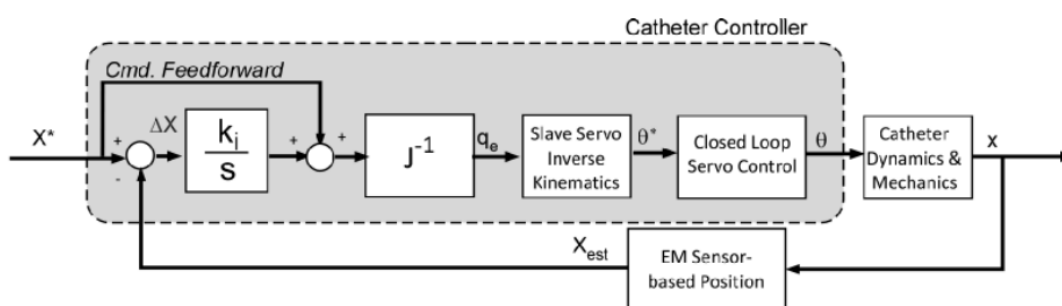 Catheter Controller
Cmd. Feedforward
X*
+
-
ΔX
k_i
s
+
+
J⁻¹
q_e
Slave Servo
Inverse
Kinematics
θ*
Closed Loop
Servo Control
θ
Catheter
Dynamics &
Mechanics
x
X_est
EM Sensor-
based Position